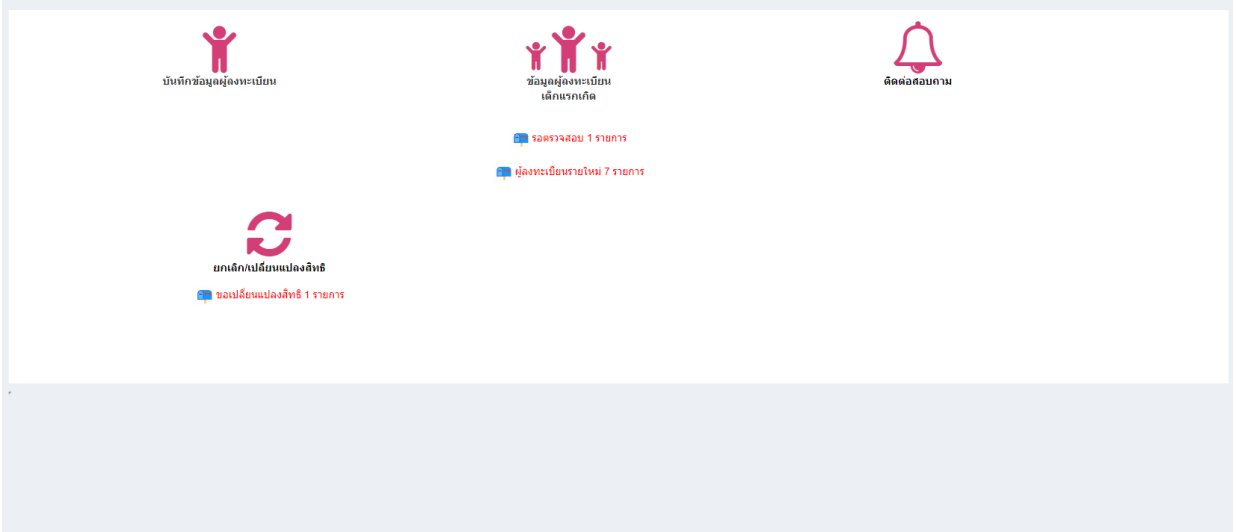 บันทึกข้อมูลผู้ลงทะเบียน
ข้อมูลผู้ลงทะเบียน
เด็กแรกเกิด
ติดต่อสอบถาม
รอตรวจสอบ 1 รายการ
ผู้ลงทะเบียนรายใหม่ 7 รายการ
ยกเลิก/เปลี่ยนแปลงสิทธิ
ขอเปลี่ยนแปลงสิทธิ 1 รายการ